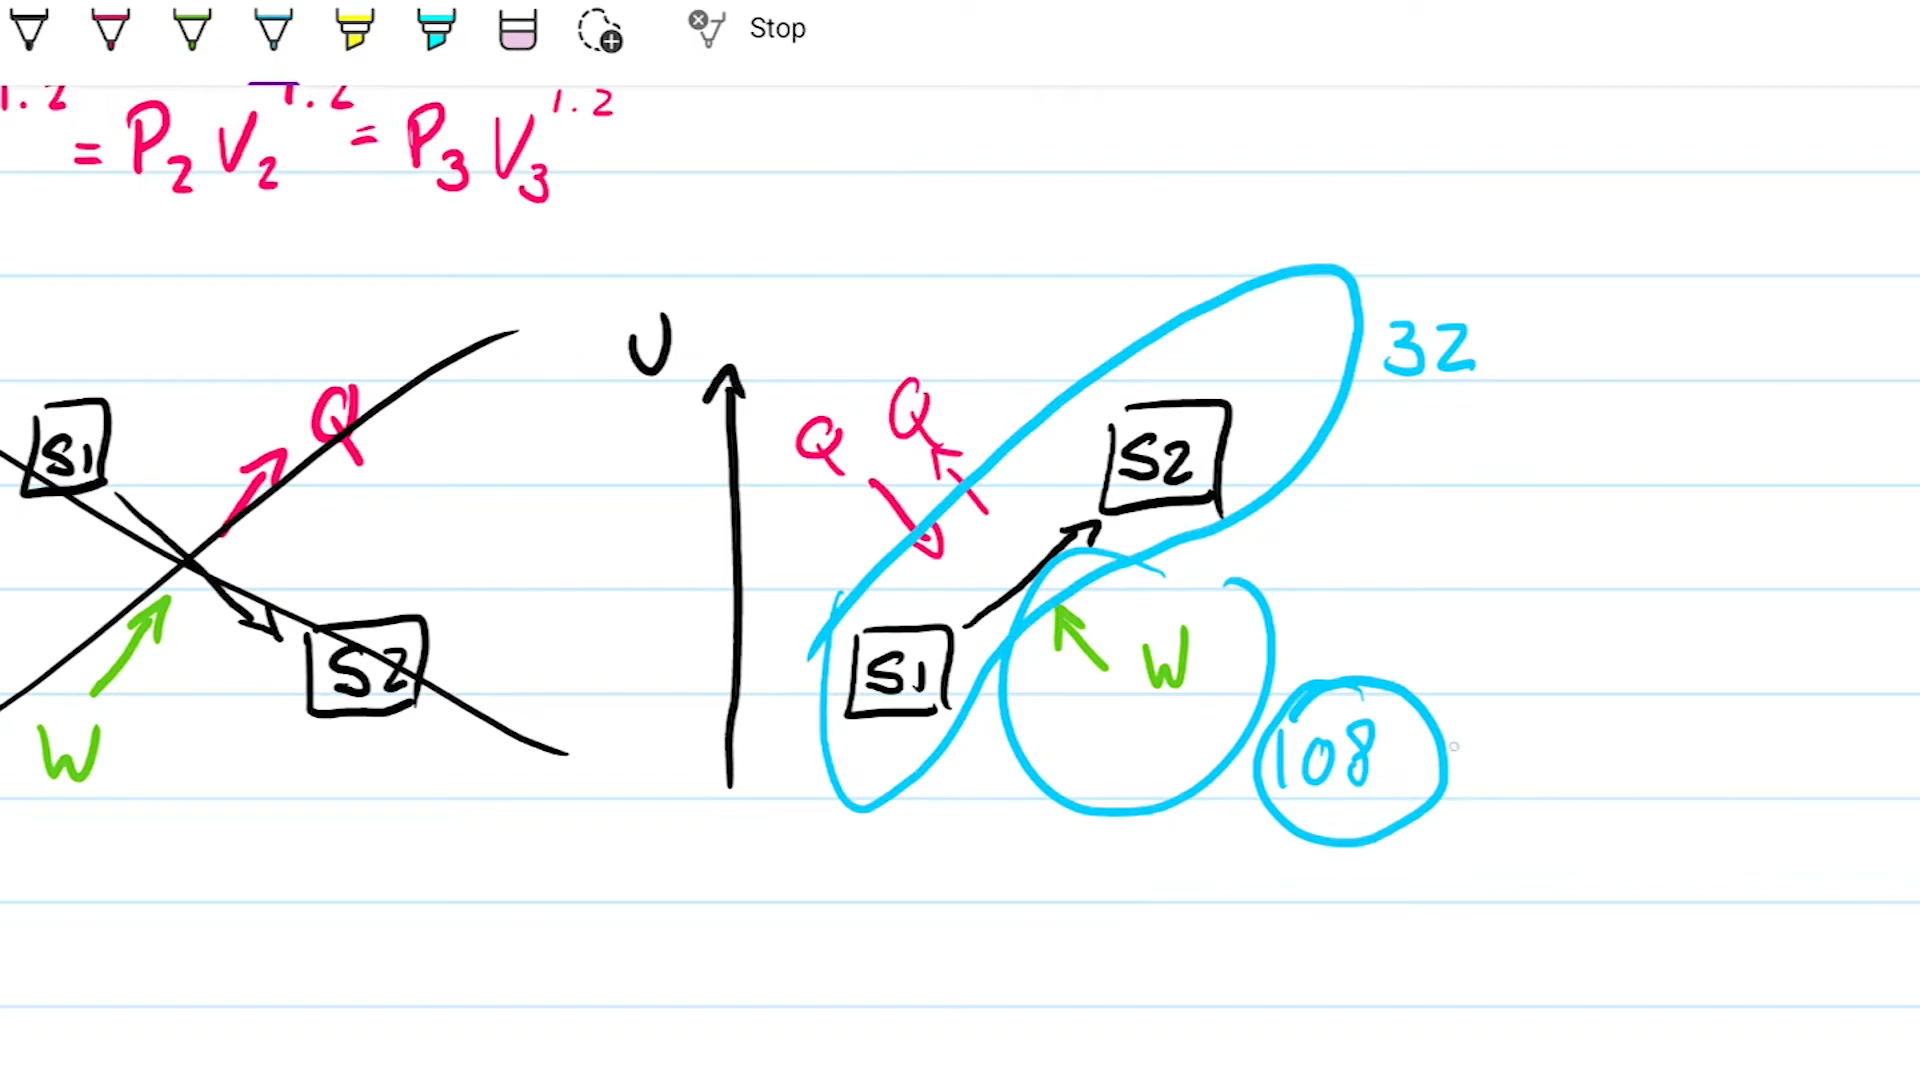 Stop
1.2 1.2 1.2
= P2 V2 = P3 V3
U
32
Q Q Q
S1 S2
S2 W
S1
W 108